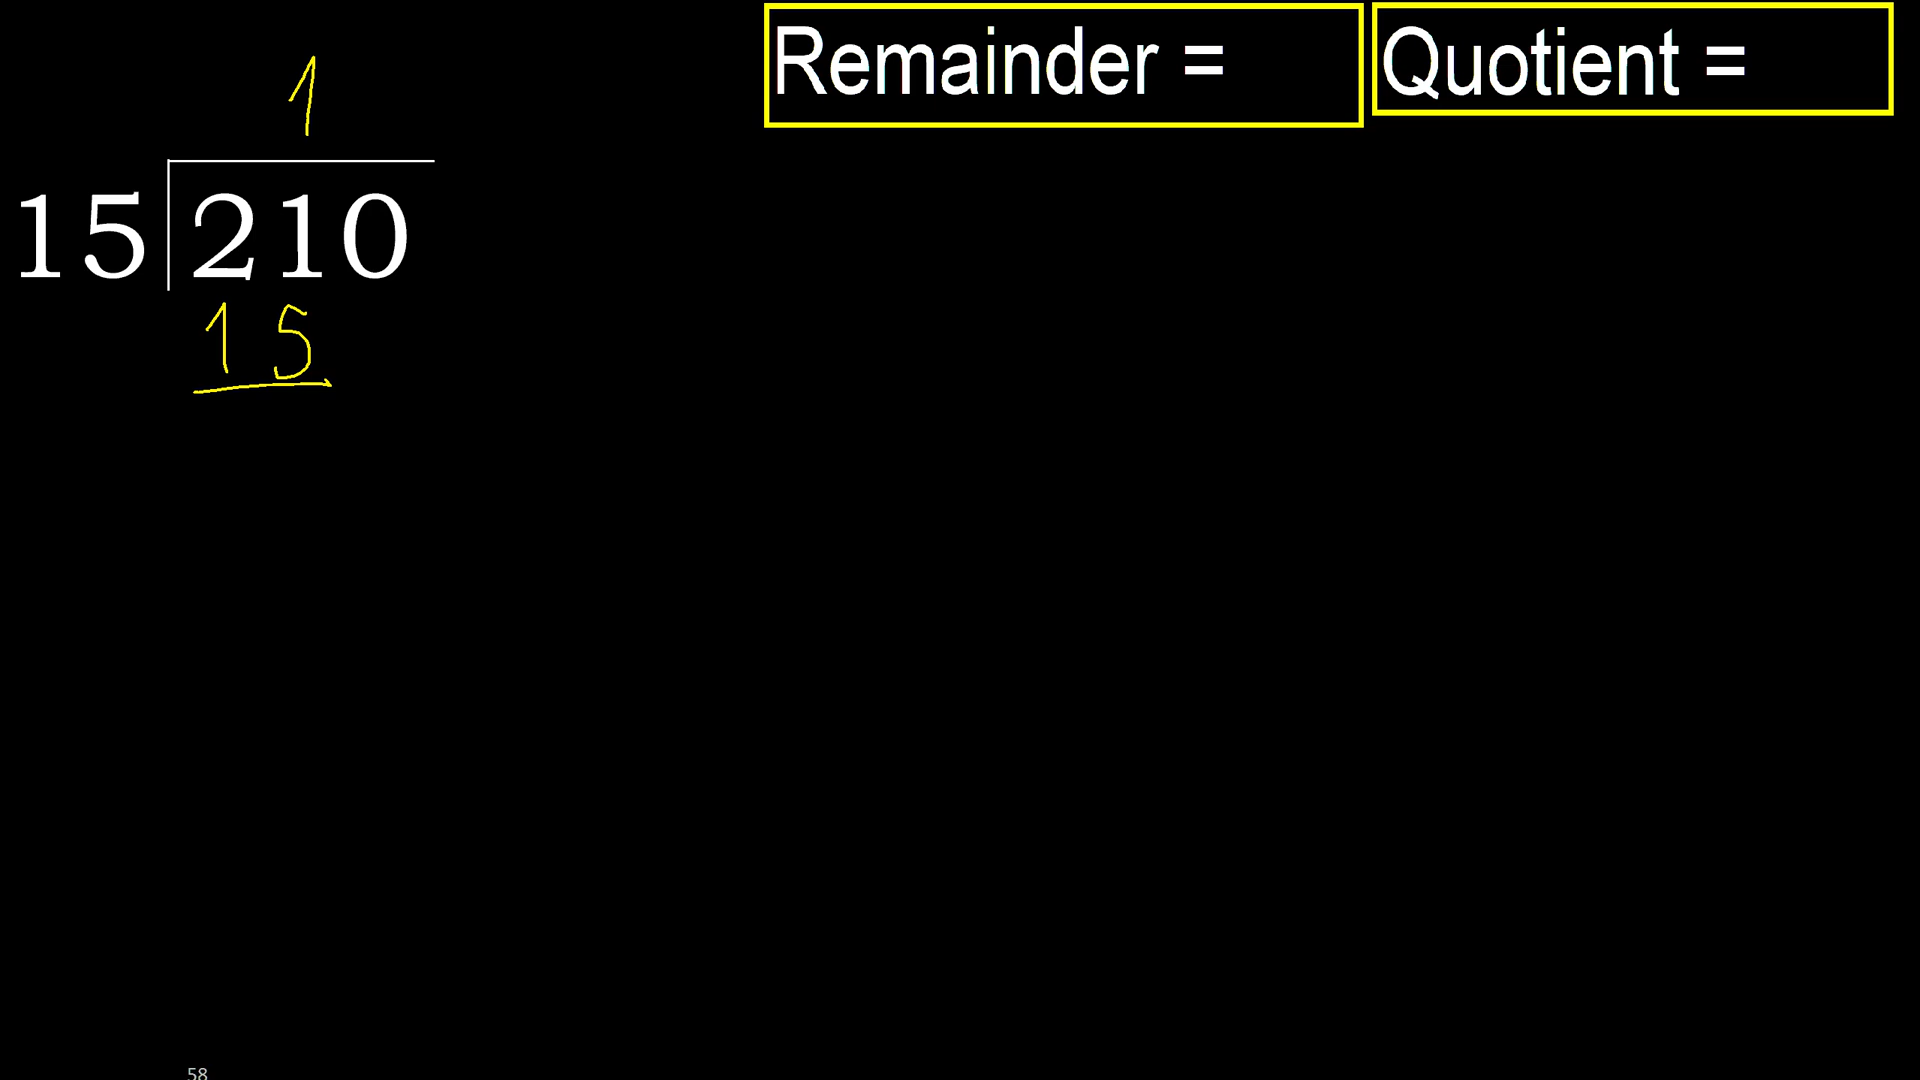 Remainder = Quotient =
1
15 210
15
58